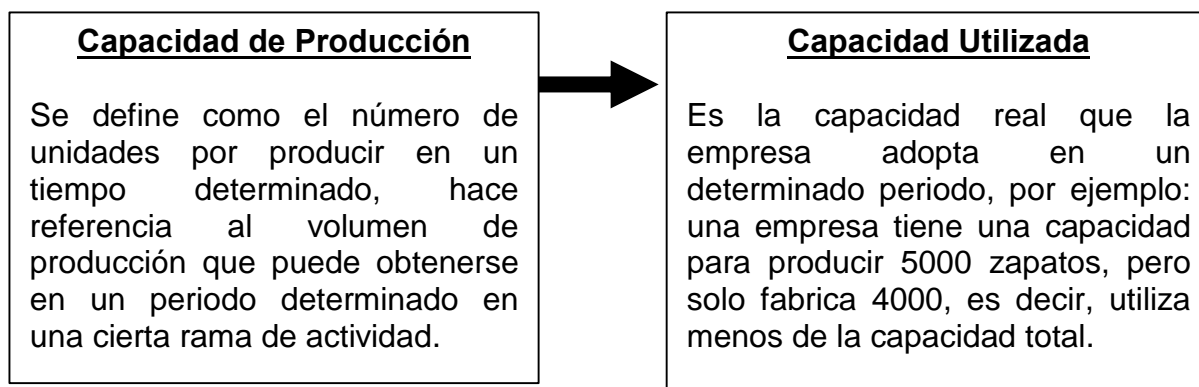 Capacidad de Producción
Se define como el número de
unidades por producir en un
tiempo determinado, hace
referencia al volumen de
producción que puede obtenerse
en un periodo determinado en
una cierta rama de actividad.
Capacidad Utilizada
Es la capacidad real que la
empresa adopta en un
determinado periodo, por ejemplo:
una empresa tiene una capacidad
para producir 5000 zapatos, pero
solo fabrica 4000, es decir, utiliza
menos de la capacidad total.